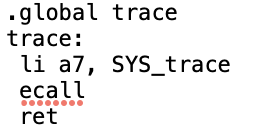 .global trace
trace:
 li a7, SYS_trace
 ecall
 ret